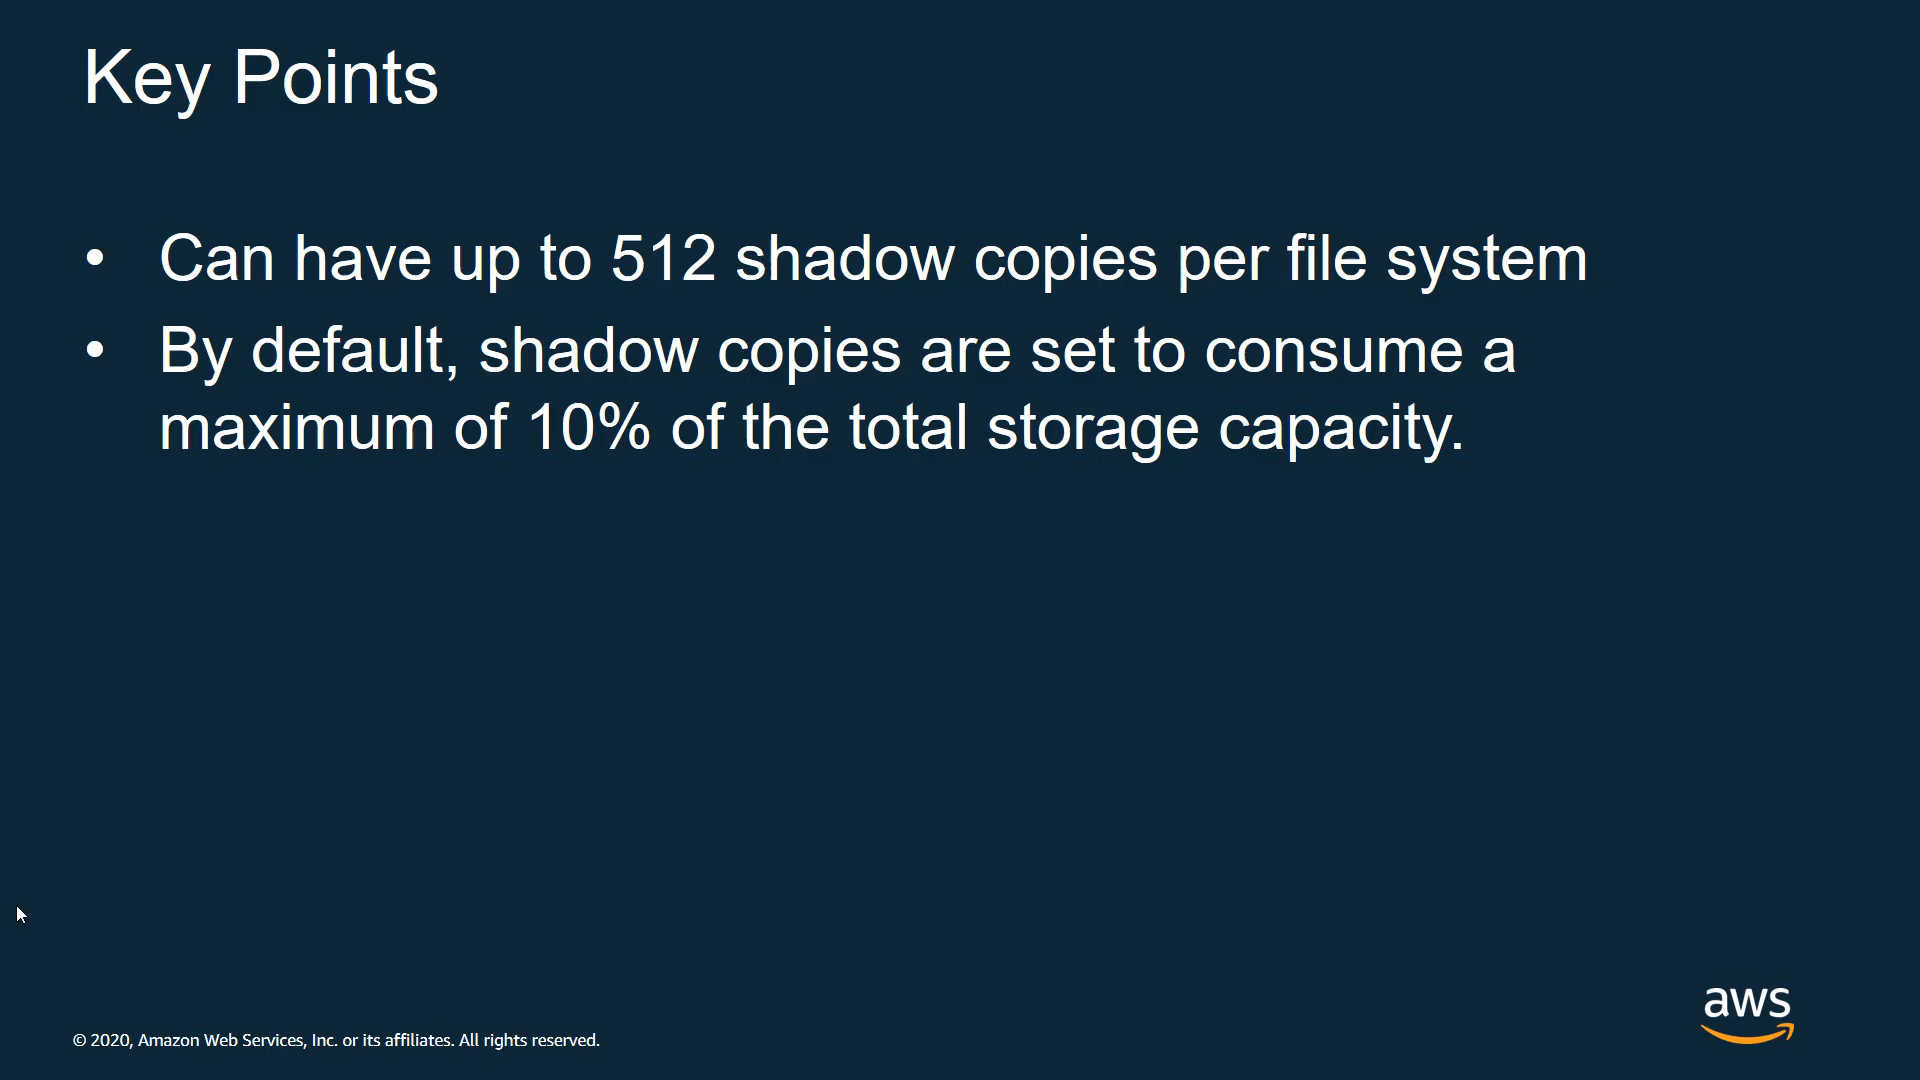 Key Points
• Can have up to 512 shadow copies per file system
• By default, shadow copies are set to consume a
maximum of 10% of the total storage capacity.
aws
© 2020, Amazon Web Services, Inc. or its affiliates. All rights reserved.